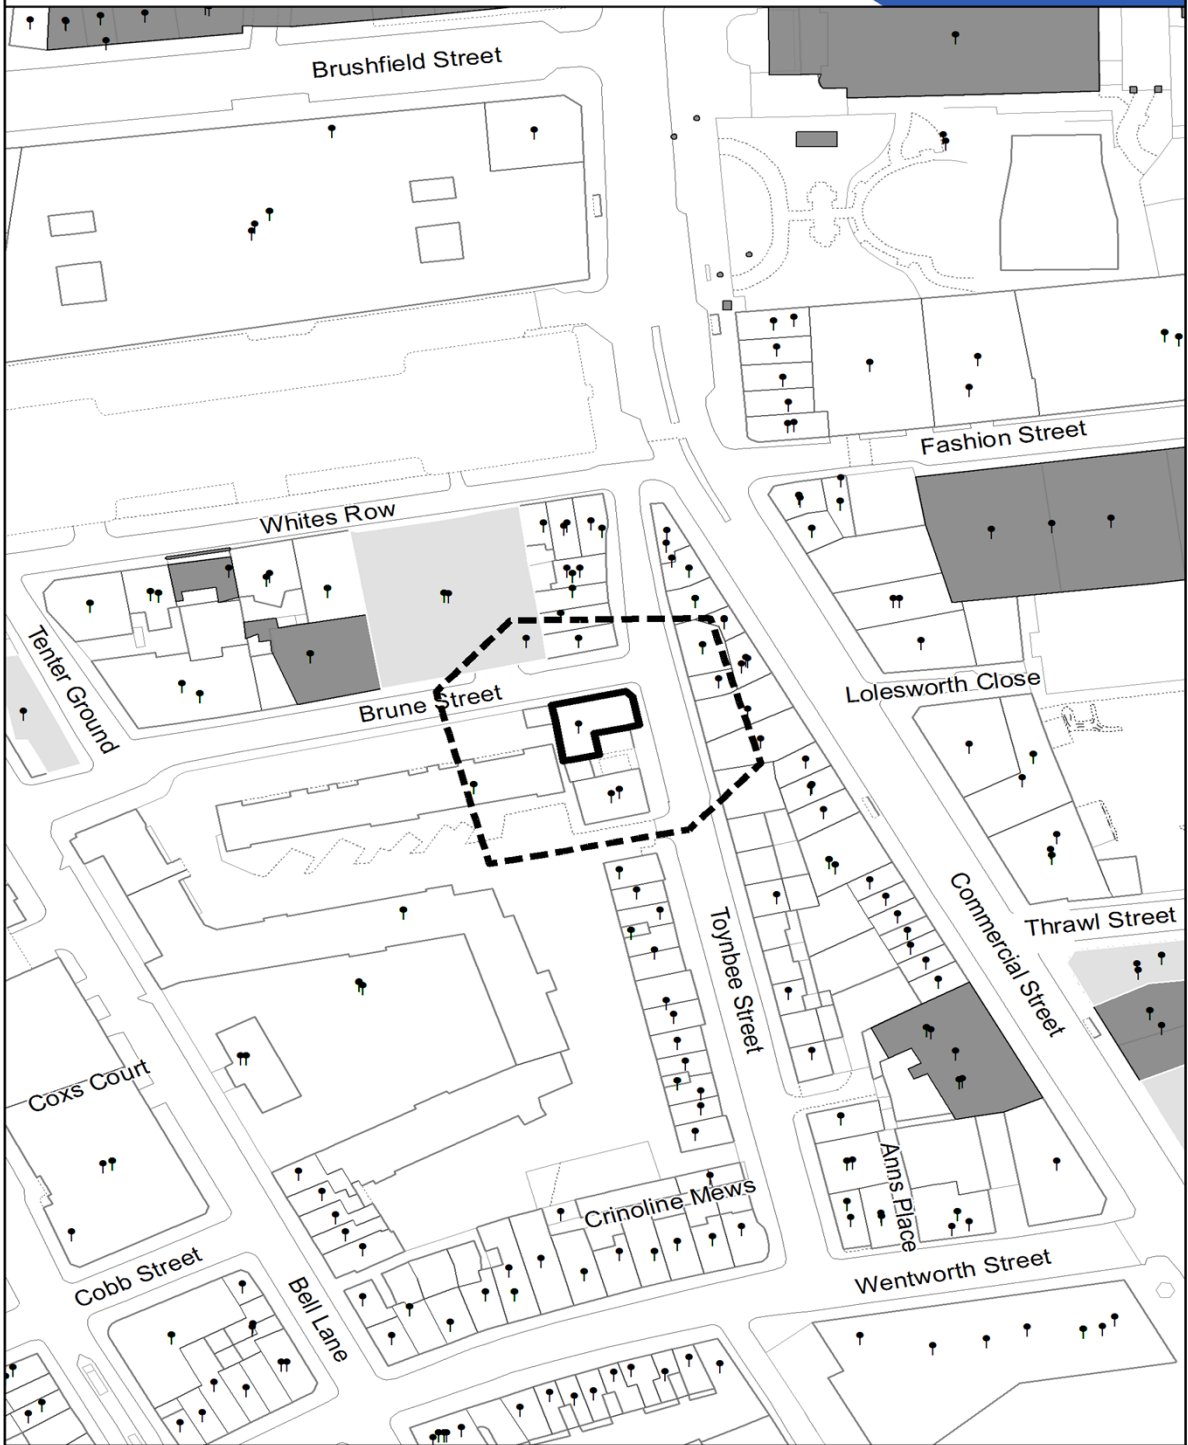 Brushfield Street
Fashion Street
Whites Row
Tenter Ground
Lolesworth Close
Brune Street
Commercial Street
Thrawl Street
Toynbee Street
Coxs Court
Anns Place
Crinoline Mews
Cobb Street
Bell Lane
Wentworth Street